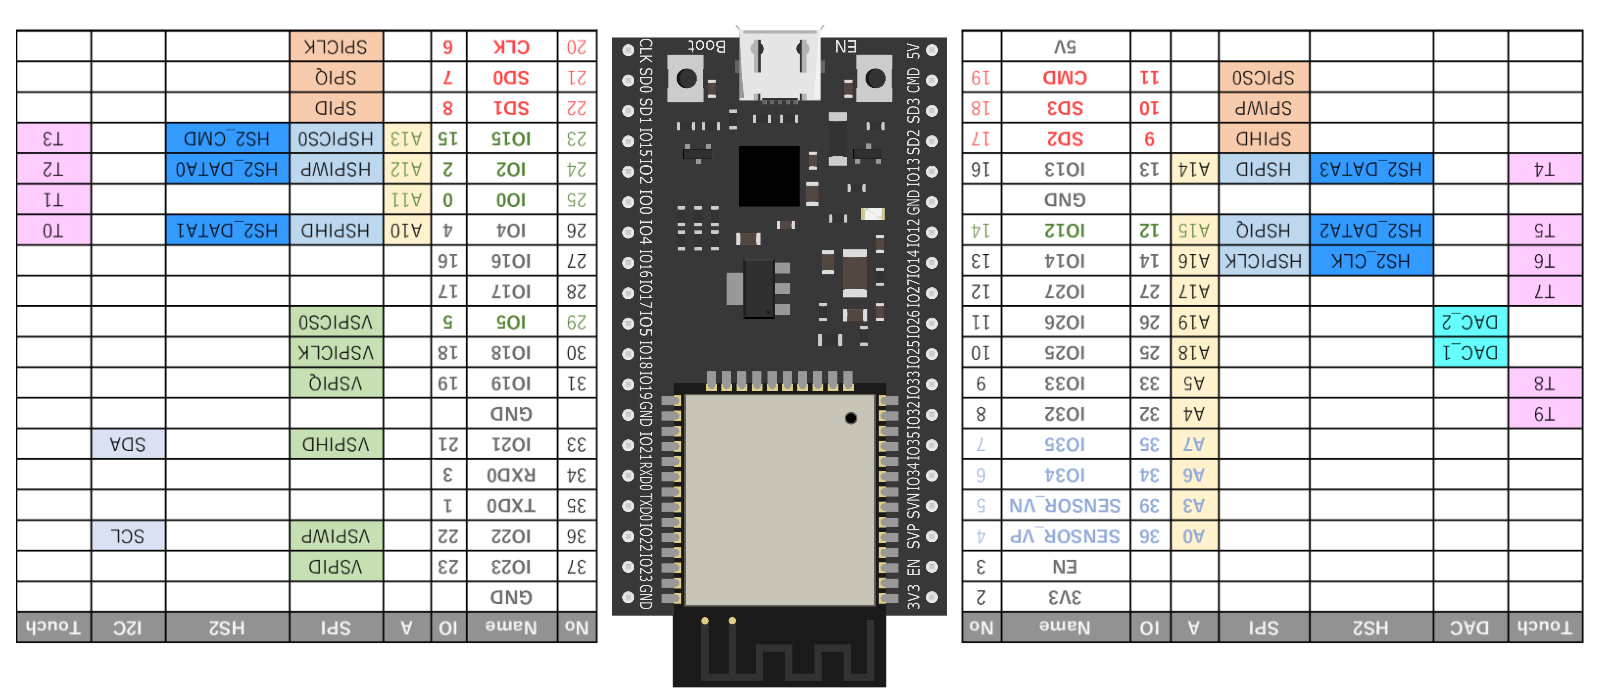 Touch DAC HS2 SPI A IO Name No
3V3 2
EN 3
A0 36 SENSOR_VP 4
A3 39 SENSOR_VN 5
A6 34 IO34 6
A7 35 IO35 7
T9 A4 32 IO32 8
T8 A5 33 IO33 9
DAC_1 A18 25 IO25 10
DAC_2 A19 26 IO26 11
T7 A17 27 IO27 12
T6 HS2_CLK HSPICLK A16 14 IO14 13
T5 HS2_DATA2 HSPIQ A15 12 IO12 14
GND
T4 HS2_DATA3 HSPID A14 13 IO13 16
SPIHD 9 SD2 17
SPIWP 10 SD3 18
SPICS0 11 CMD 19
5V
3V3 EN SVP SVN IO34 IO35 IO32 IO33 IO25 IO26 IO27 IO14 IO12 GND IO13 SD2 SD3 CMD 5V
EN
Boot
CLK SD0 SD1 IO15 IO2 IO0 IO4 IO16 IO17 IO5 IO18 IO19 GND IO21 RXD0 TXD0 IO22 IO23 GND
No Name IO A SPI HS2 I2C Touch
GND
37 IO23 23 VSPID
36 IO22 22 VSPIWP SCL
35 TXD0 1
34 RXD0 3
33 IO21 21 VSPIHD SDA
GND
31 IO19 19 VSPIQ
30 IO18 18 VSPICLK
29 IO5 5 VSPICS0
28 IO17 17
27 IO16 16
26 IO4 4 A10 HSPIHD HS2_DATA1 T0
25 IO0 0 A11 T1
24 IO2 2 A12 HSPIWP HS2_DATA0 T2
23 IO15 15 A13 HSPICS0 HS2_CMD T3
22 SD1 8 SPID
21 SD0 7 SPIQ
20 CLK 6 SPICLK